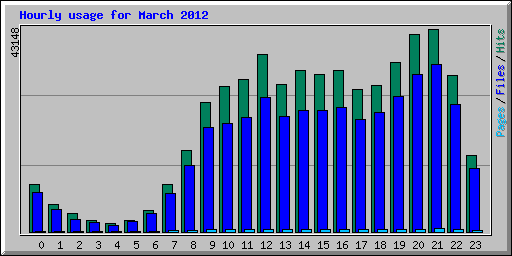 Hourly usage for March 2012
43148
Pages / Files / Hits
0 1 2 3 4 5 6 7 8 9 10 11 12 13 14 15 16 17 18 19 20 21 22 23